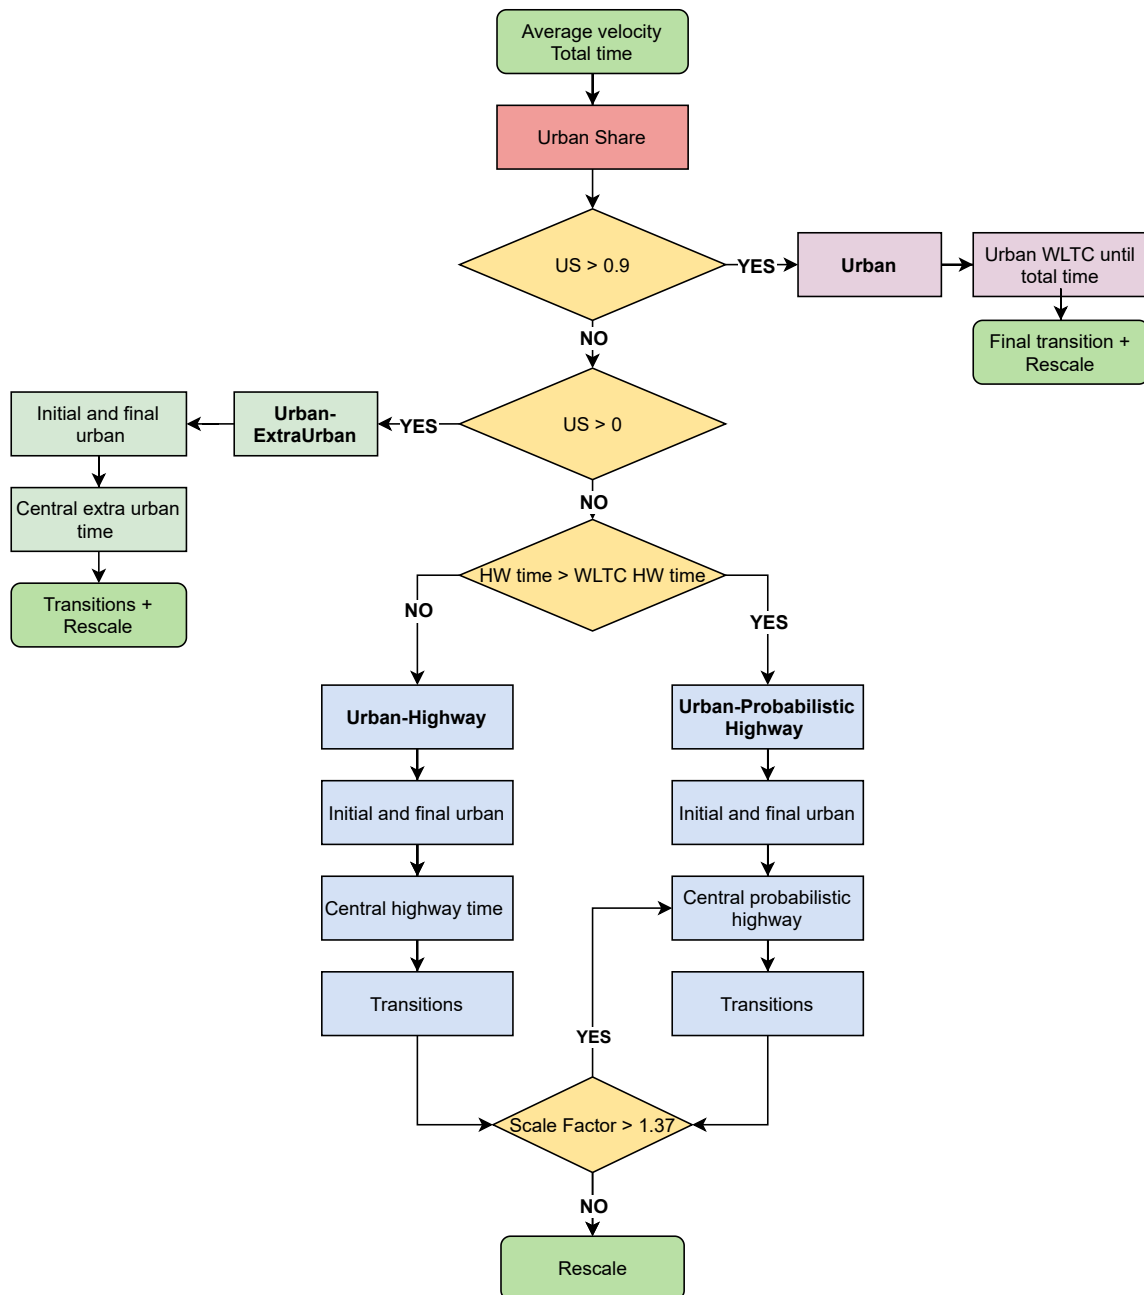 Average velocity
Total time
Urban Share
US > 0.9
YES
Urban
Urban WLTC until
total time
Final transition +
Rescale
NO
US > 0
YES
Urban-
ExtraUrban
Initial and final
urban
Central extra urban
time
Transitions +
Rescale
NO
HW time > WLTC HW time
NO
YES
Urban-Highway
Initial and final urban
Central highway time
Transitions
Urban-Probabilistic
Highway
Initial and final urban
Central probabilistic
highway
Transitions
YES
Scale Factor > 1.37
NO
Rescale